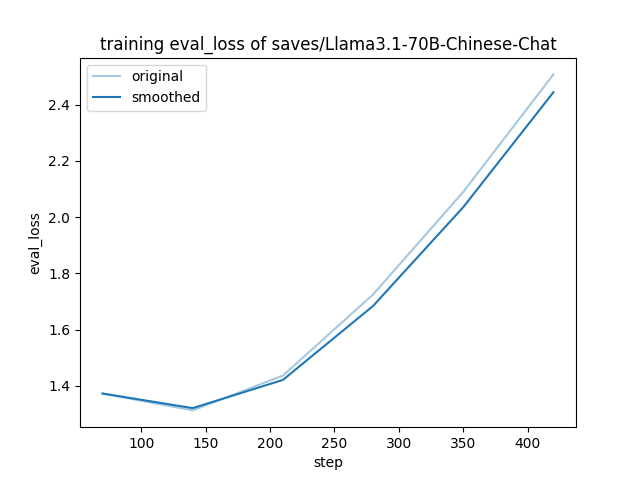 training eval_loss of saves/Llama3.1-70B-Chinese-Chat
original
smoothed
2.4
2.2
2.0
1.8
1.6
1.4
eval_loss
100 150 200 250 300 350 400
step